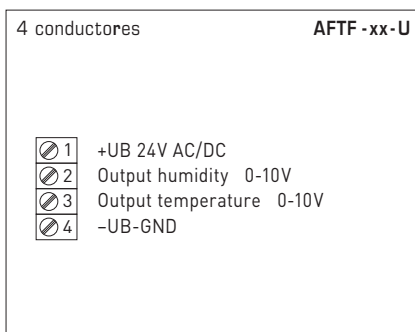 4 conductores AFTF-xx-U
1 +UB 24V AC/DC
2 Output humidity 0-10V
3 Output temperature 0-10V
4 –UB-GND